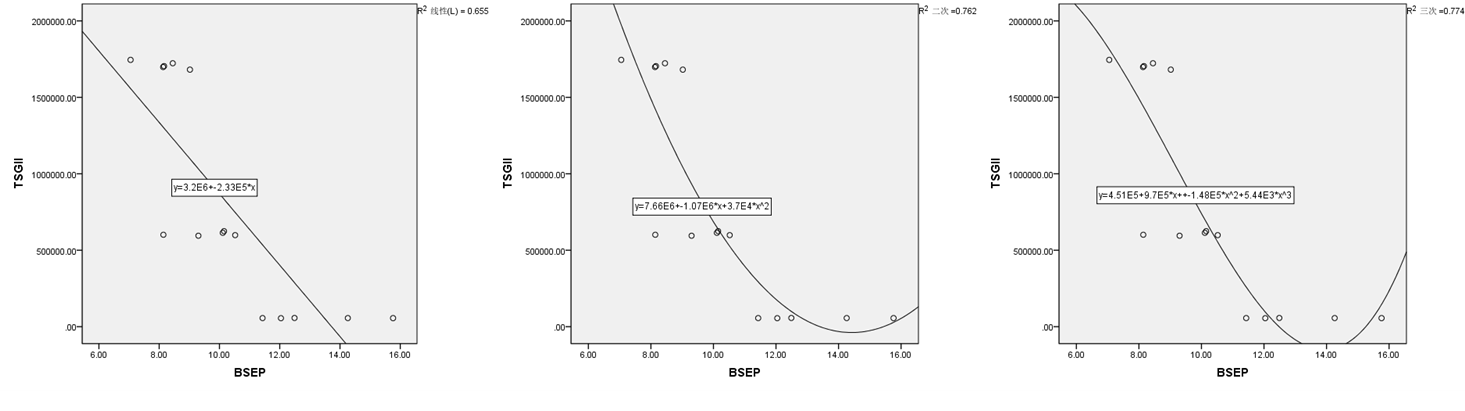 R² 线性(L) = 0.655
2000000.00
1500000.00
1000000.00
500000.00
.00
TSGII
y=3.2E6+-2.33E5*x
6.00 8.00 10.00 12.00 14.00 16.00
BSEP
R² 二次 =0.762
2000000.00
1500000.00
1000000.00
500000.00
.00
TSGII
y=7.66E6+-1.07E6*x+3.7E4*x^2
6.00 8.00 10.00 12.00 14.00 16.00
BSEP
R² 三次 =0.774
2000000.00
1500000.00
1000000.00
500000.00
.00
TSGII
y=4.51E5+9.7E5*x++-1.48E5*x^2+5.44E3*x^3
6.00 8.00 10.00 12.00 14.00 16.00
BSEP